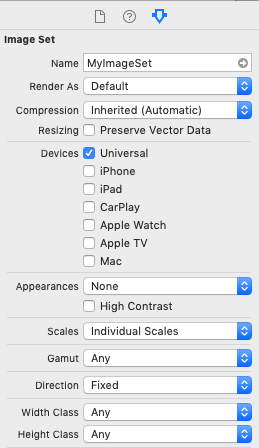 Image Set
Name MyImageSet
Render As Default
Compression Inherited (Automatic)
Resizing Preserve Vector Data
Devices Universal
iPhone
iPad
CarPlay
Apple Watch
Apple TV
Mac
Appearances None
High Contrast
Scales Individual Scales
Gamut Any
Direction Fixed
Width Class Any
Height Class Any